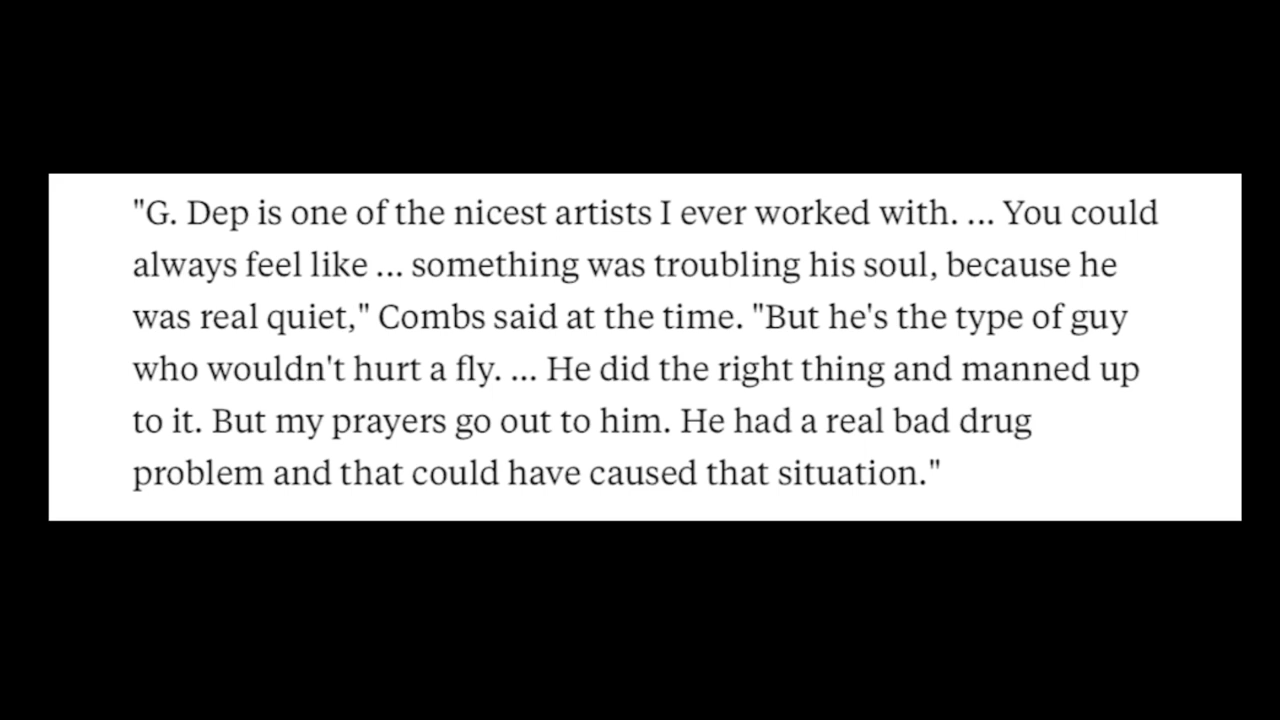 "G. Dep is one of the nicest artists I ever worked with. ... You could
always feel like ... something was troubling his soul, because he
was real quiet," Combs said at the time. "But he's the type of guy
who wouldn't hurt a fly. ... He did the right thing and manned up
to it. But my prayers go out to him. He had a real bad drug
problem and that could have caused that situation."